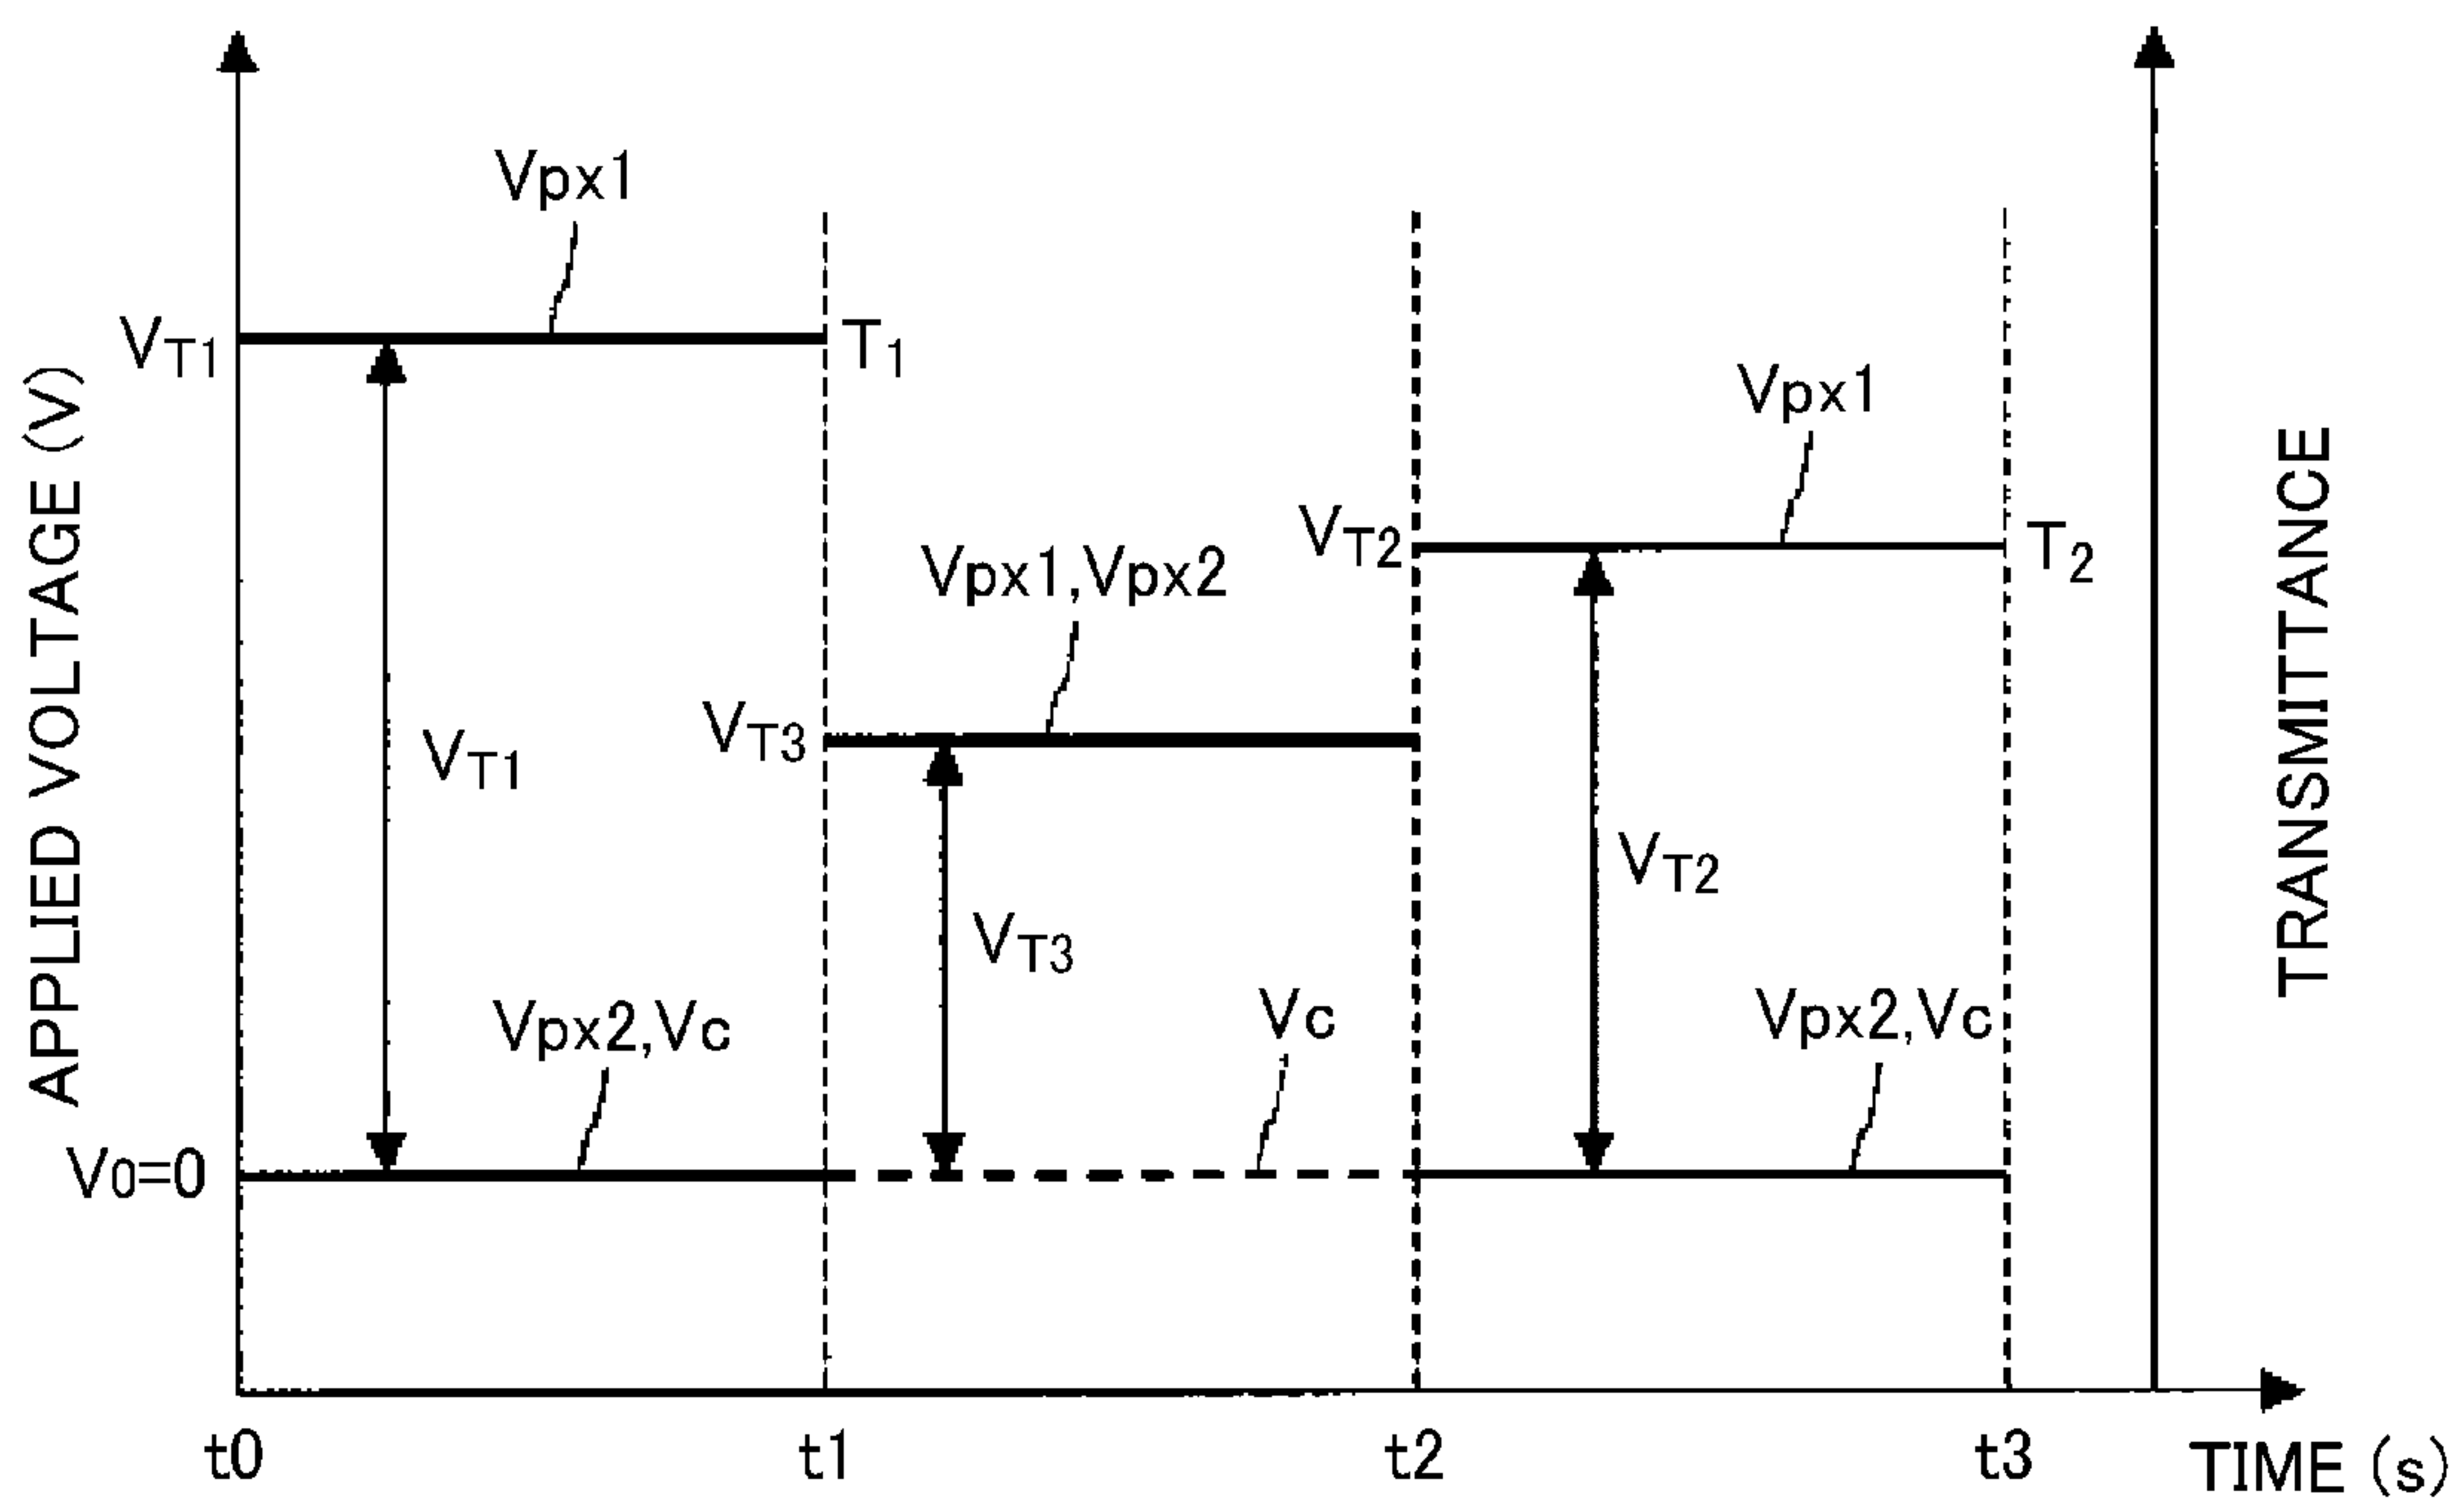 Vpx1
VT1
T1
Vpx1
VT2
T2
Vpx1,Vpx2
VT3
VT1
VT2
VT3
Vpx2,Vc
Vc
Vpx2,Vc
V0=0
APPLIED VOLTAGE (V)
TRANSMITTANCE
t0
t1
t2
t3
TIME (s)